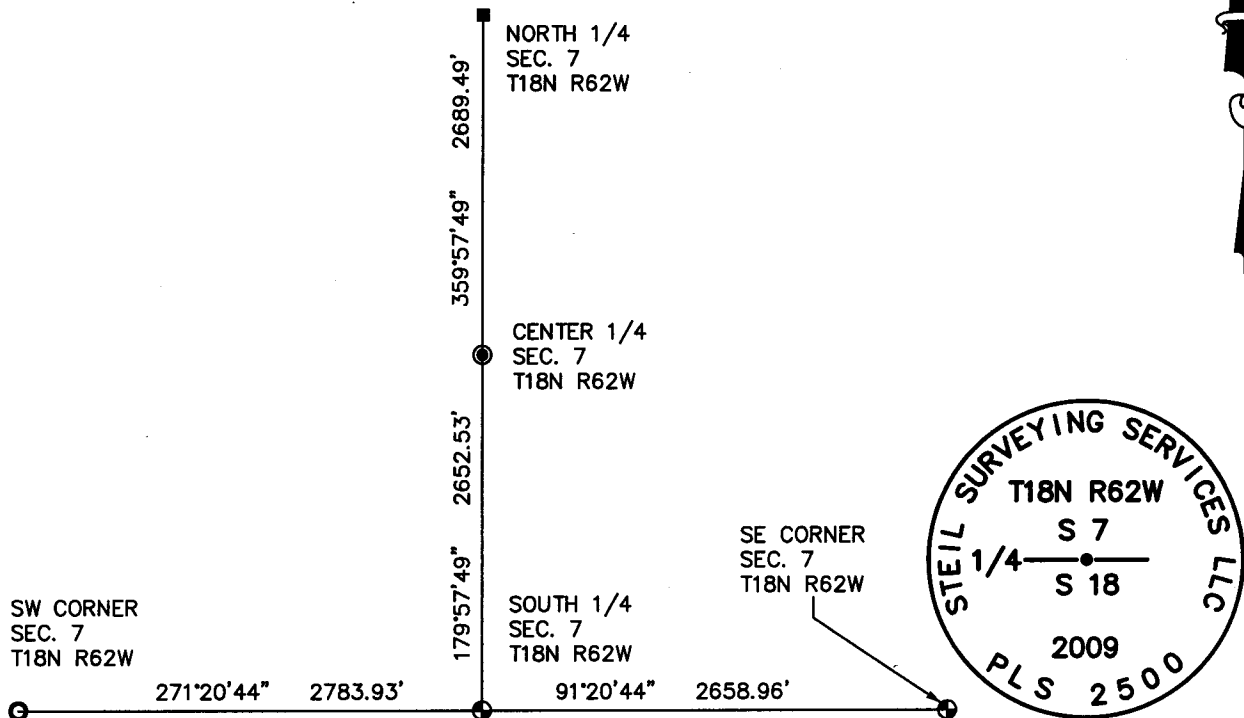 NORTH 1/4
SEC. 7
T18N R62W
2689.49'
359°57'49"
CENTER 1/4
SEC. 7
T18N R62W
2652.53'
179°57'49"
SW CORNER
SEC. 7
T18N R62W
SOUTH 1/4
SEC. 7
T18N R62W
SE CORNER
SEC. 7
T18N R62W
271°20'44" 2783.93'
91°20'44" 2658.96'
STEIL SURVEYING SERVICES LLC
T18N R62W
S 7
1/4
S 18
2009
PLS 2500